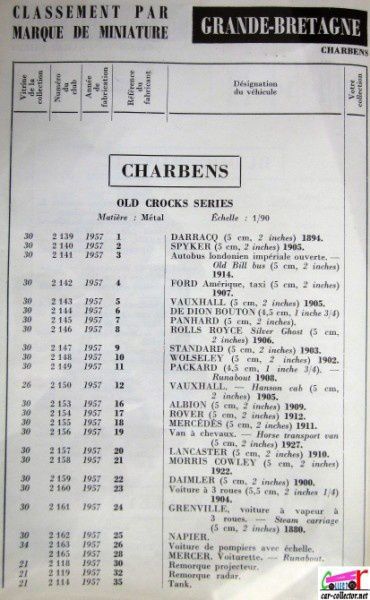 CLASSEMENT PAR
MARQUE DE MINIATURE
GRANDE-BRETAGNE
CHARBENS
Vitrine de la collection
Numéro du club
Année de fabrication
Référence du fabricant
Désignation du véhicule
Votre collection
CHARBENS
OLD CROCKS SERIES
Matière : Métal Échelle : 1/90
30 2 139 1957 1 DARRACQ (5 cm, 2 inches) 1894.
30 2 140 1957 2 SPYKER (5 cm, 2 inches) 1905.
30 2 141 1957 3 Autobus londonien impériale ouverte. —
Old Bill bus (5 cm, 2 inches)
1914.
30 2 142 1957 4 FORD Amérique, taxi (5 cm, 2 inches)
1907.
30 2 143 1957 5 VAUXHALL (5 cm, 2 inches) 1905.
30 2 144 1957 6 DE DION BOUTON (4,5 cm, 1 inche 3/4)
30 2 145 1957 7 PANHARD (5 cm, 2 inches).
30 2 146 1957 8 ROLLS ROYCE Silver Ghost (5 cm,
2 inches) 1906.
30 2 147 1957 9 STANDARD (5 cm, 2 inches) 1903.
30 2 148 1957 10 WOLSELEY (5 cm, 2 inches) 1902.
30 2 149 1957 11 PACKARD (4,5 cm, 1 inche 3/4). —
Runabout 1908.
26 2 150 1957 12 VAUXHALL. — Hanson cab (5 cm,
2 inches) 1905.
30 2 153 1957 16 ALBION (5 cm, 2 inches) 1909.
30 2 154 1957 17 ROVER (5 cm, 2 inches) 1912.
30 2 155 1957 18 MERCÉDÈS (5 cm, 2 inches) 1911.
30 2 156 1957 19 Van à chevaux. — Horse transport van
(5 cm, 2 inches) 1927.
30 2 157 1957 20 LANCASTER (5 cm, 2 inches) 1910.
30 2 158 1957 21 MORRIS COWLEY (5 cm, 2 inches)
1922.
30 2 159 1957 22 DAIMLER (5 cm, 2 inches) 1900.
30 2 160 1957 23 Voiture à 3 roues (5,5 cm, 2 inches 1/4)
1904
30 2 161 1957 24 GRENVILLE, voiture à vapeur à
3 roues. — Steam carriage
(5 cm, 2 inches) 1880.
30 2 162 1957 25 NAPIER.
34 2 163 1957 26 Voiture de pompiers avec échelle.
2 165 1957 28 MERCER, Voiturette. — Runabout.
21 2 118 1957 30 Remorque projecteur.
21 2 119 1957 32 Remorque radar.
21 2 114 1957 35 Tank.
COLLECTOR
car-collector.net